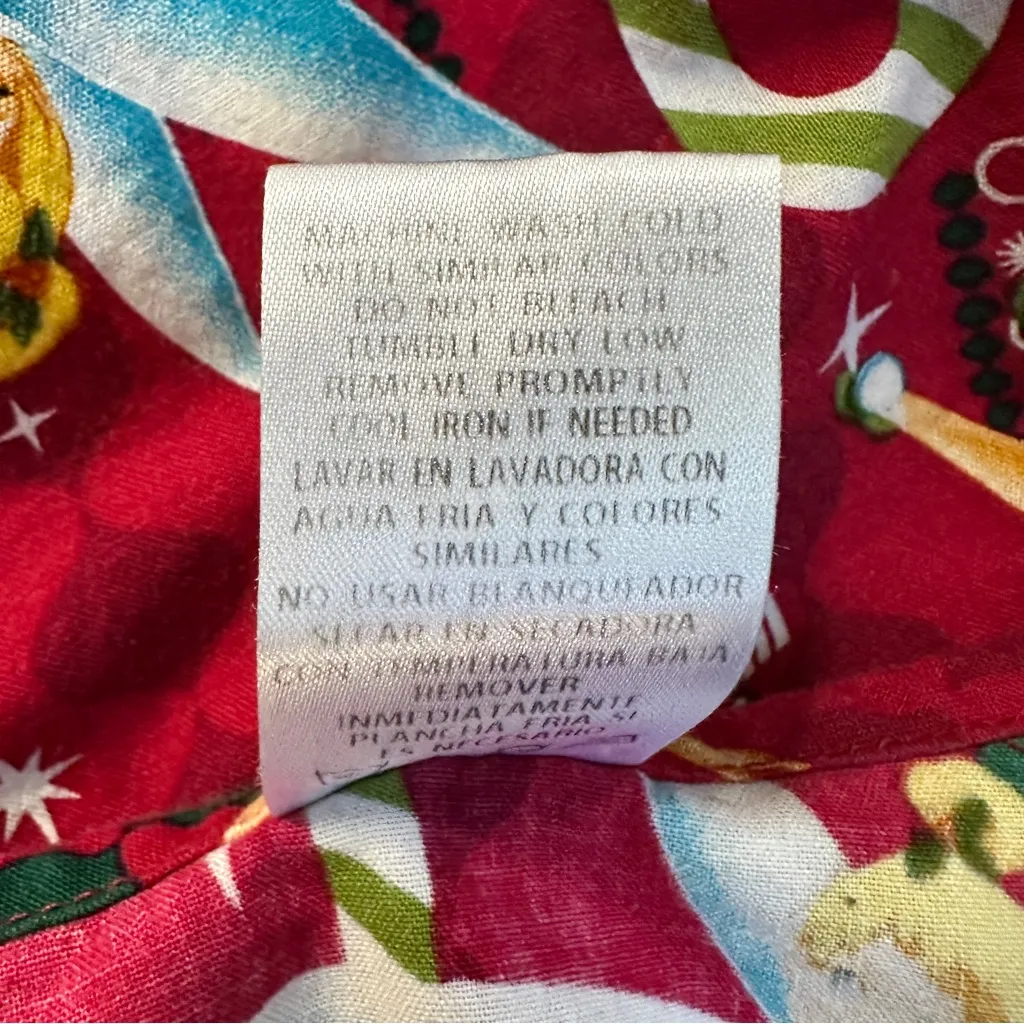 MACHINE WASH COLD
WITH SIMILAR COLORS
DO NOT BLEACH
TUMBLE DRY LOW
REMOVE PROMPTLY
COOL IRON IF NEEDED
LAVAR EN LAVADORA CON
AGUA FRIA Y COLORES
SIMILARES
NO USAR BLANQUEADOR
SECAR EN SECADORA
CON TEMPERATURA BAJA
REMOVER
INMEDIATAMENTE
PLANCHA FRIA SI
ES NECESARIO